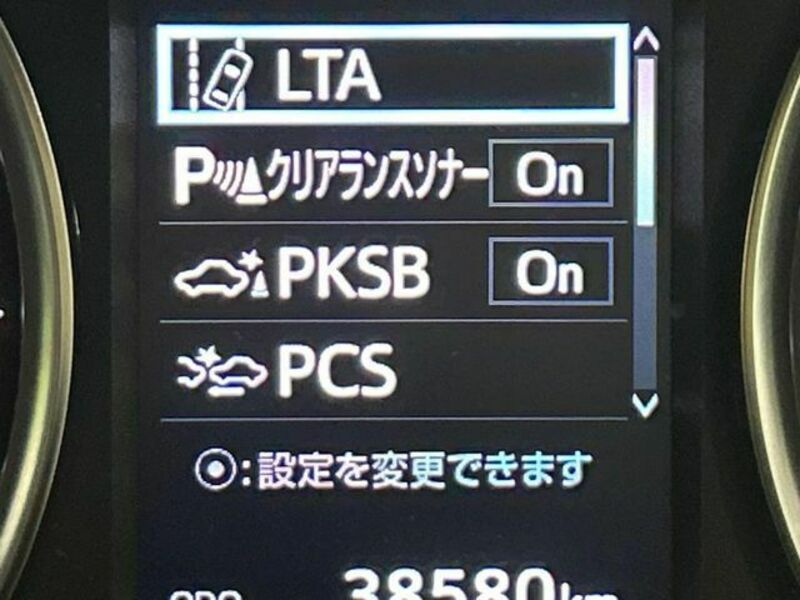 LTA
P クリアランスソナー On
PKSB On
PCS
⦿:設定を変更できます
ODO 38580km